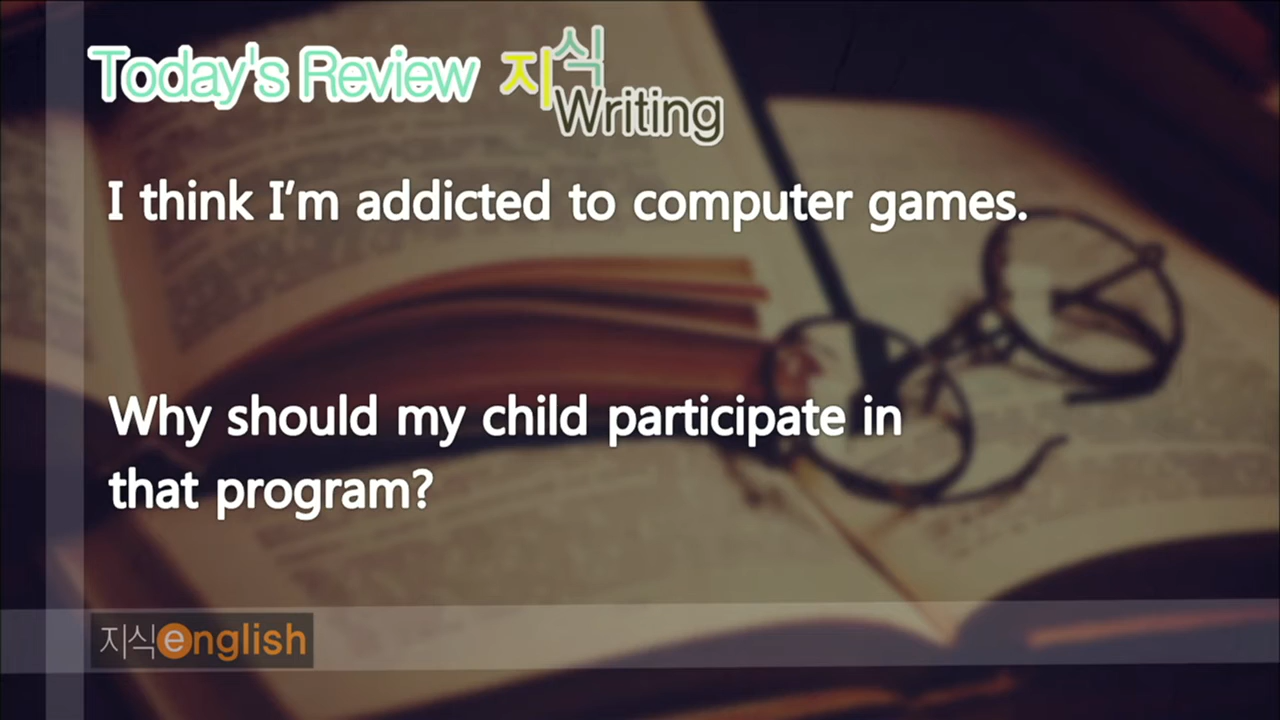 Today's Review 지식
Writing
I think I’m addicted to computer games.
Why should my child participate in
that program?
지식english